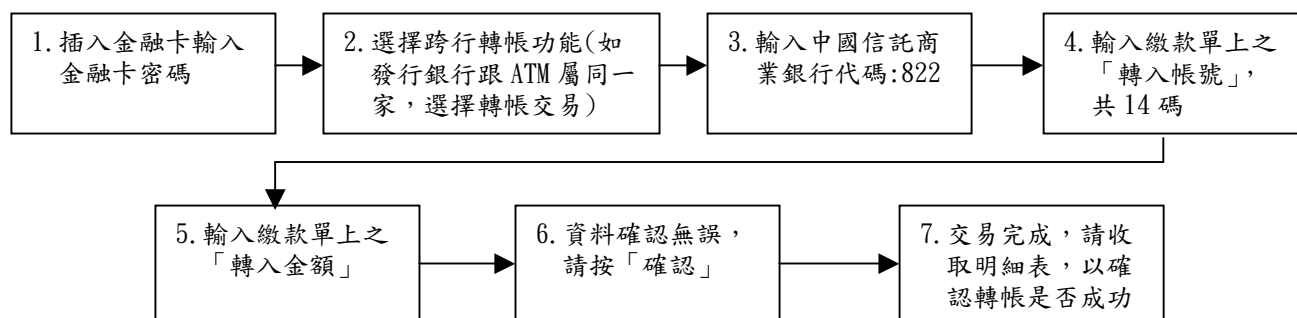 1.插入金融卡輸入
金融卡密碼
2.選擇跨行轉帳功能(如
發行銀行跟 ATM 屬同一
家，選擇轉帳交易)
3.輸入中國信託商
業銀行代碼:822
4.輸入繳款單上之
「轉入帳號」，
共 14 碼
5.輸入繳款單上之
「轉入金額」
6.資料確認無誤，
請按「確認」
7.交易完成，請收
取明細表，以確
認轉帳是否成功